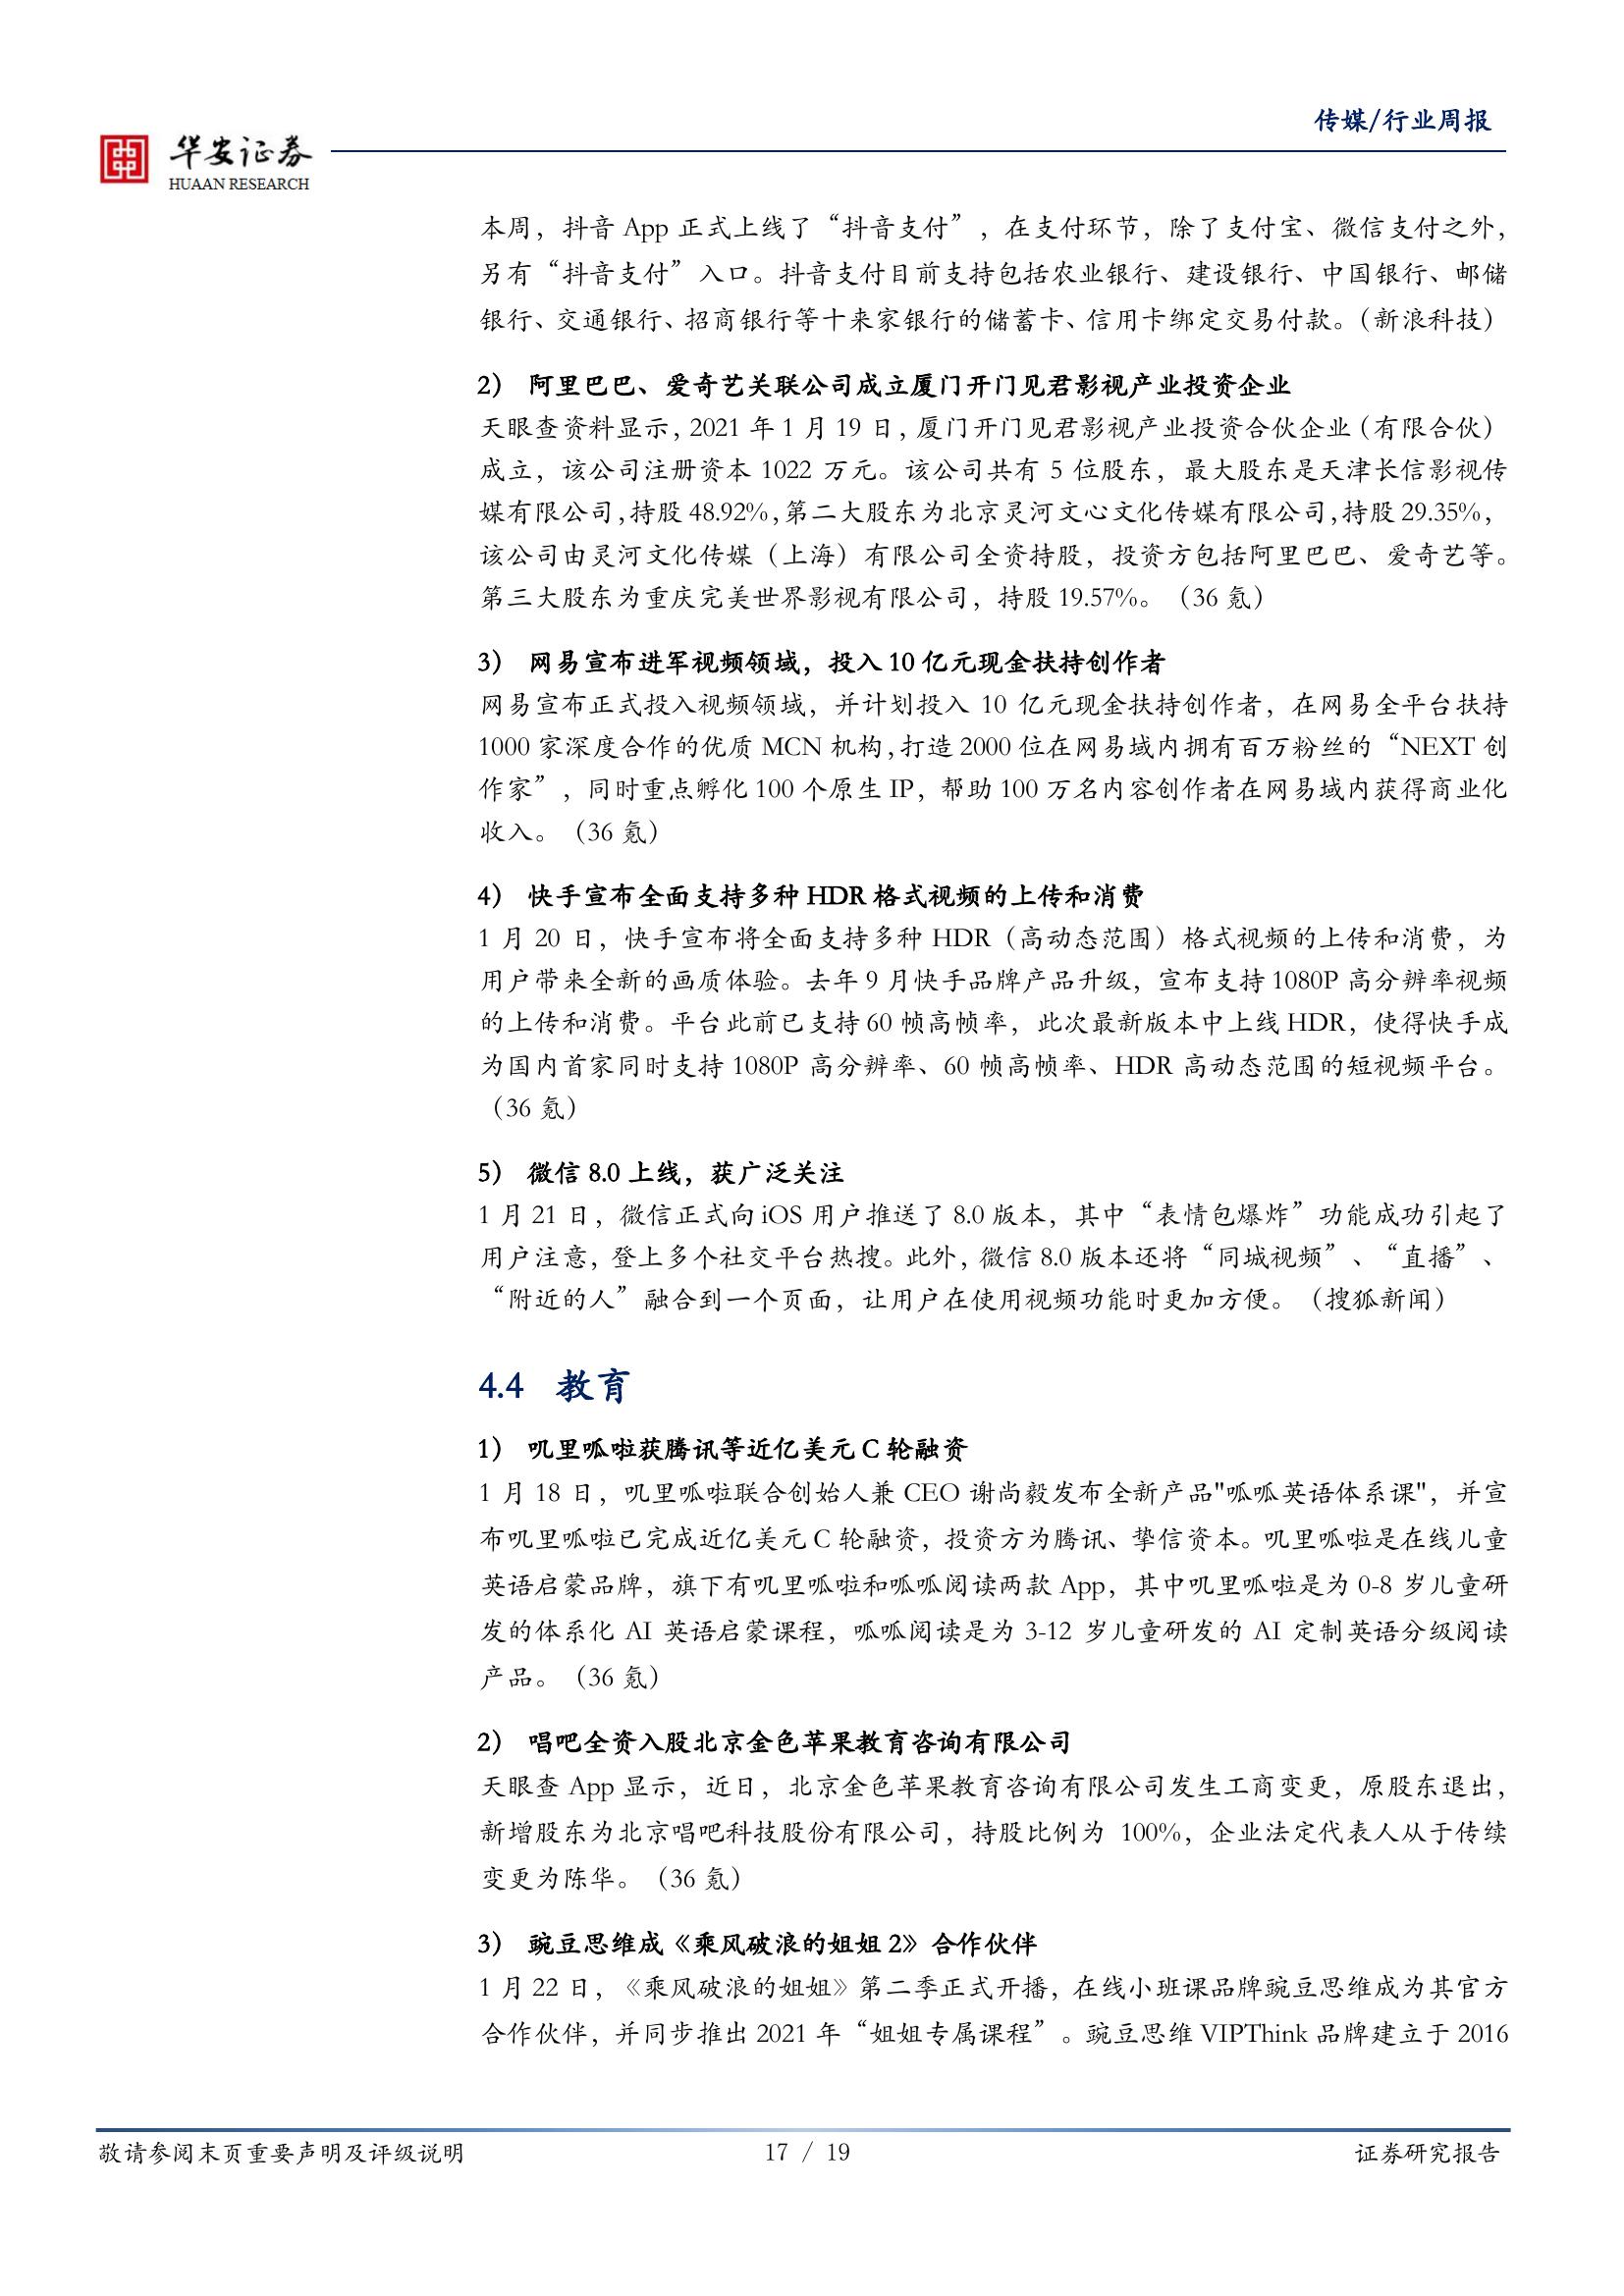 传媒/行业周报
华安证券
HUAAN RESEARCH
本周，抖音 App 正式上线了“抖音支付”，在支付环节，除了支付宝、微信支付之外，
另有“抖音支付”入口。抖音支付目前支持包括农业银行、建设银行、中国银行、邮储
银行、交通银行、招商银行等十来家银行的储蓄卡、信用卡绑定交易付款。（新浪科技）
2） 阿里巴巴、爱奇艺关联公司成立厦门开门见君影视产业投资企业
天眼查资料显示，2021 年 1 月 19 日，厦门开门见君影视产业投资合伙企业（有限合伙）
成立，该公司注册资本 1022 万元。该公司共有 5 位股东，最大股东是天津长信影视传
媒有限公司，持股 48.92%，第二大股东为北京灵河文心文化传媒有限公司，持股 29.35%，
该公司由灵河文化传媒（上海）有限公司全资持股，投资方包括阿里巴巴、爱奇艺等。
第三大股东为重庆完美世界影视有限公司，持股 19.57%。（36 氪）
3） 网易宣布进军视频领域，投入 10 亿元现金扶持创作者
网易宣布正式投入视频领域，并计划投入 10 亿元现金扶持创作者，在网易全平台扶持
1000 家深度合作的优质 MCN 机构，打造 2000 位在网易域内拥有百万粉丝的“NEXT 创
作家”，同时重点孵化 100 个原生 IP，帮助 100 万名内容创作者在网易域内获得商业化
收入。（36 氪）
4） 快手宣布全面支持多种 HDR 格式视频的上传和消费
1 月 20 日，快手宣布将全面支持多种 HDR（高动态范围）格式视频的上传和消费，为
用户带来全新的画质体验。去年 9 月快手品牌产品升级，宣布支持 1080P 高分辨率视频
的上传和消费。平台此前已支持 60 帧高帧率，此次最新版本中上线 HDR，使得快手成
为国内首家同时支持 1080P 高分辨率、60 帧高帧率、HDR 高动态范围的短视频平台。
（36 氪）
5） 微信 8.0 上线，获广泛关注
1 月 21 日，微信正式向 iOS 用户推送了 8.0 版本，其中“表情包爆炸”功能成功引起了
用户注意，登上多个社交平台热搜。此外，微信 8.0 版本还将“同城视频”、“直播”、
“附近的人”融合到一个页面，让用户在使用视频功能时更加方便。（搜狐新闻）
4.4 教育
1） 叽里呱啦获腾讯等近亿美元 C 轮融资
1 月 18 日，叽里呱啦联合创始人兼 CEO 谢尚毅发布全新产品"呱呱英语体系课"，并宣
布叽里呱啦已完成近亿美元 C 轮融资，投资方为腾讯、挚信资本。叽里呱啦是在线儿童
英语启蒙品牌，旗下有叽里呱啦和呱呱阅读两款 App，其中叽里呱啦是为 0-8 岁儿童研
发的体系化 AI 英语启蒙课程，呱呱阅读是为 3-12 岁儿童研发的 AI 定制英语分级阅读
产品。（36 氪）
2） 唱吧全资入股北京金色苹果教育咨询有限公司
天眼查 App 显示，近日，北京金色苹果教育咨询有限公司发生工商变更，原股东退出，
新增股东为北京唱吧科技股份有限公司，持股比例为 100%，企业法定代表人从于传续
变更为陈华。（36 氪）
3） 豌豆思维成《乘风破浪的姐姐 2》合作伙伴
1 月 22 日，《乘风破浪的姐姐》第二季正式开播，在线小班课品牌豌豆思维成为其官方
合作伙伴，并同步推出 2021 年“姐姐专属课程”。豌豆思维 VIPThink 品牌建立于 2016
敬请参阅末页重要声明及评级说明
17 / 19
证券研究报告